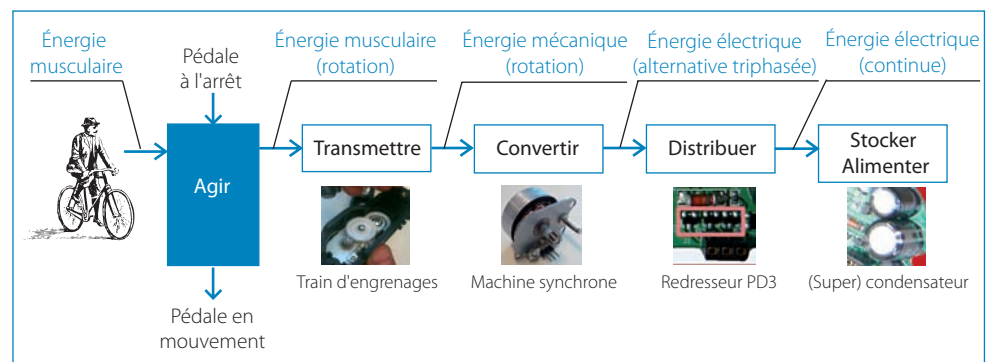 Énergie
musculaire
Pédale
à l'arrêt
Énergie musculaire
(rotation)
Énergie mécanique
(rotation)
Énergie électrique
(alternative triphasée)
Énergie électrique
(continue)
Agir
Transmettre
Convertir
Distribuer
Stocker
Alimenter
Train d'engrenages
Machine synchrone
Redresseur PD3
(Super) condensateur
Pédale en
mouvement